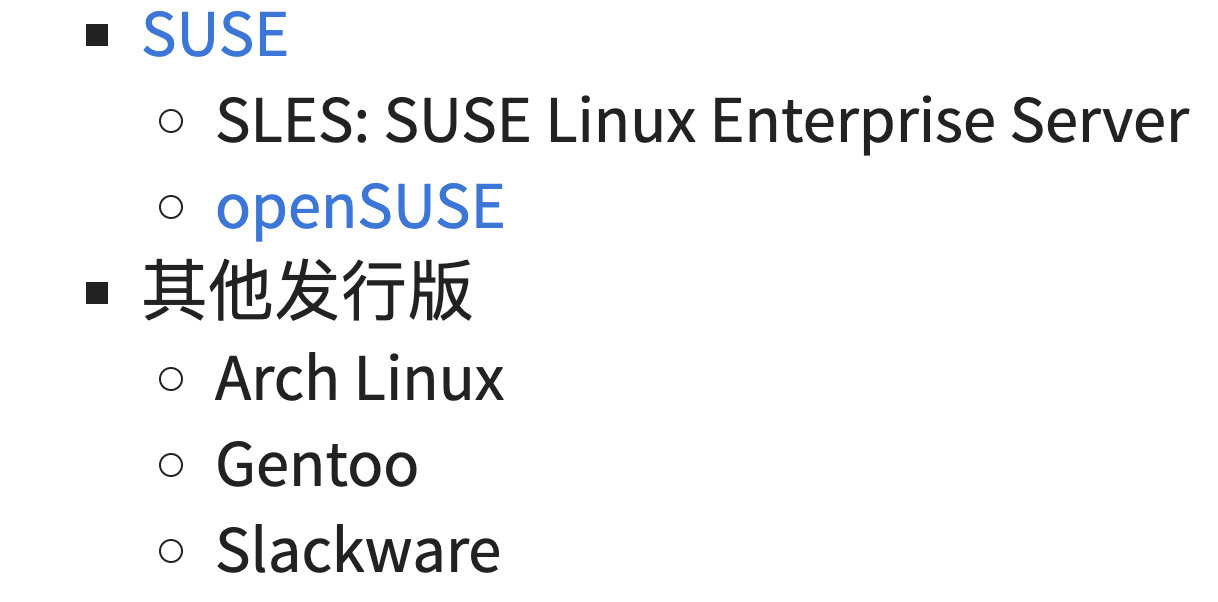 SUSE
SLES: SUSE Linux Enterprise Server
openSUSE
其他发行版
Arch Linux
Gentoo
Slackware